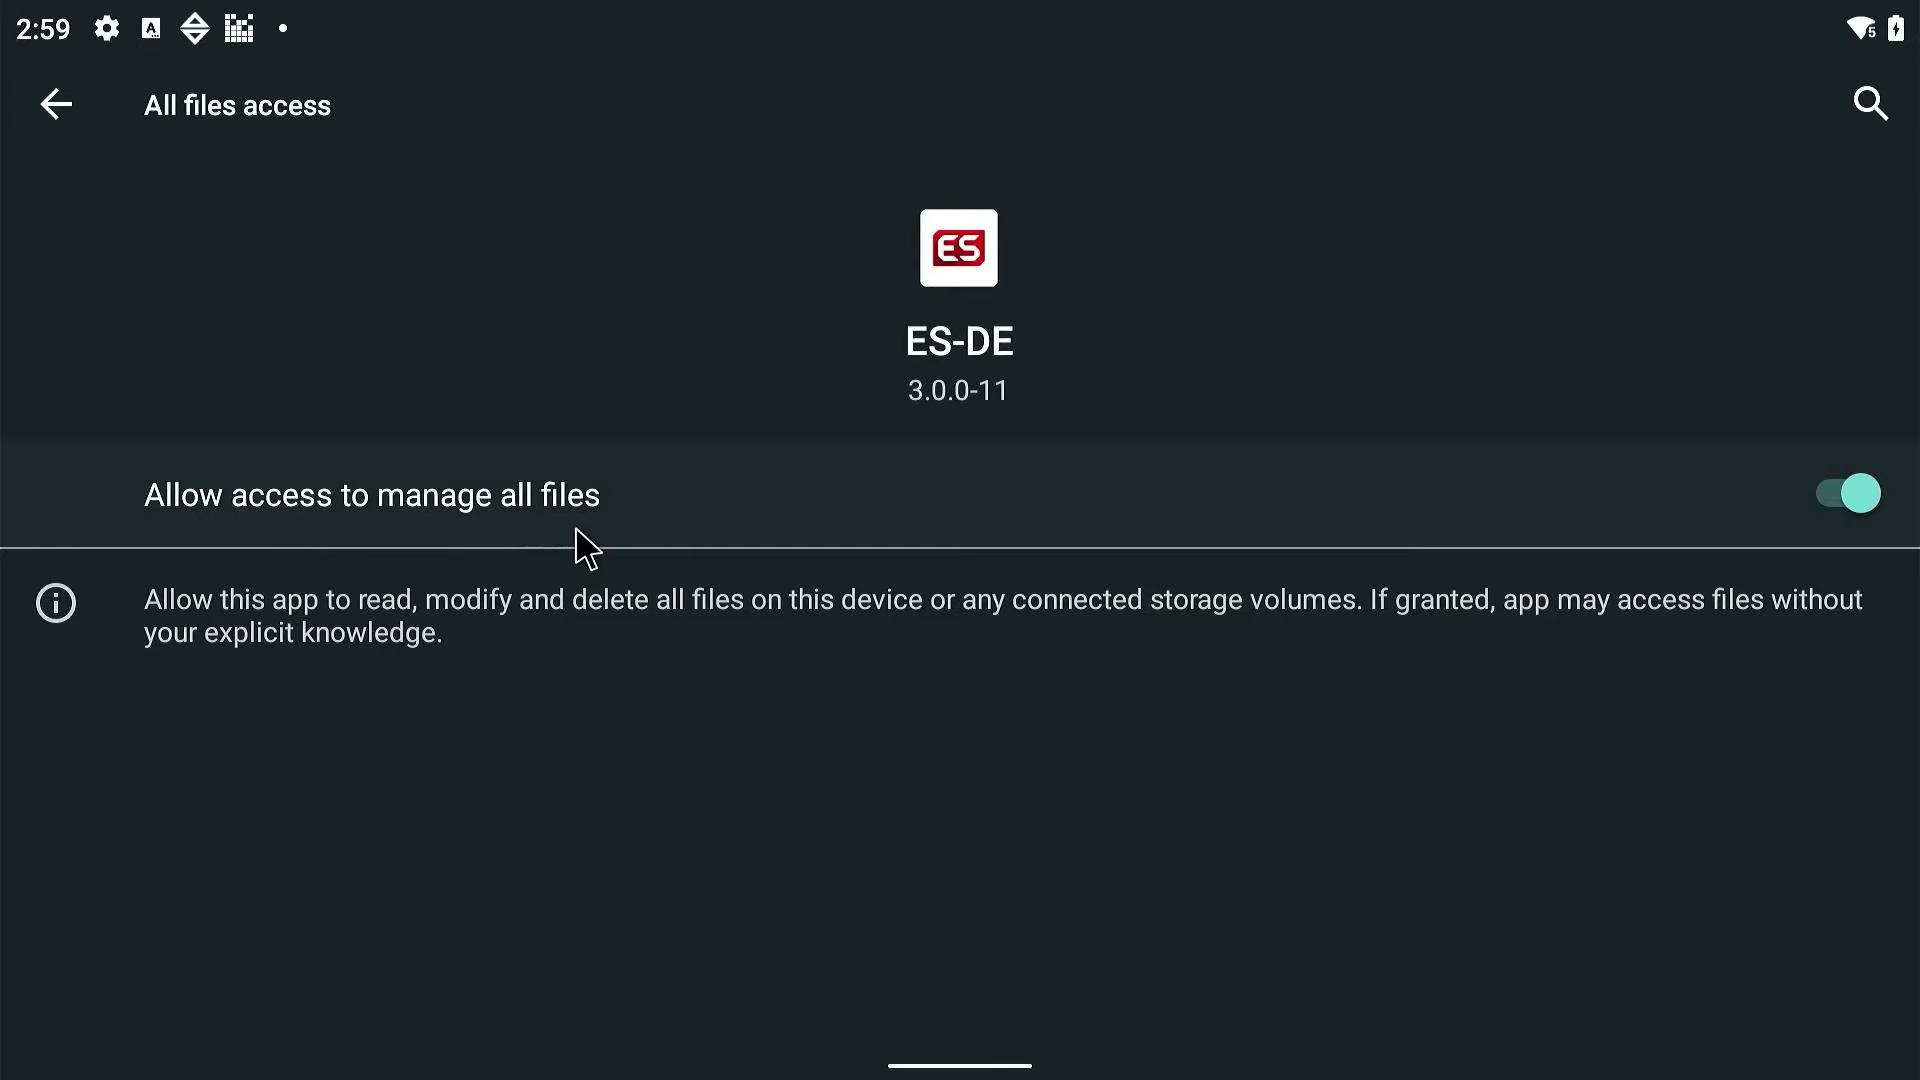 2:59
A
5
All files access
ES
ES-DE
3.0.0-11
Allow access to manage all files
Allow this app to read, modify and delete all files on this device or any connected storage volumes. If granted, app may access files without
your explicit knowledge.